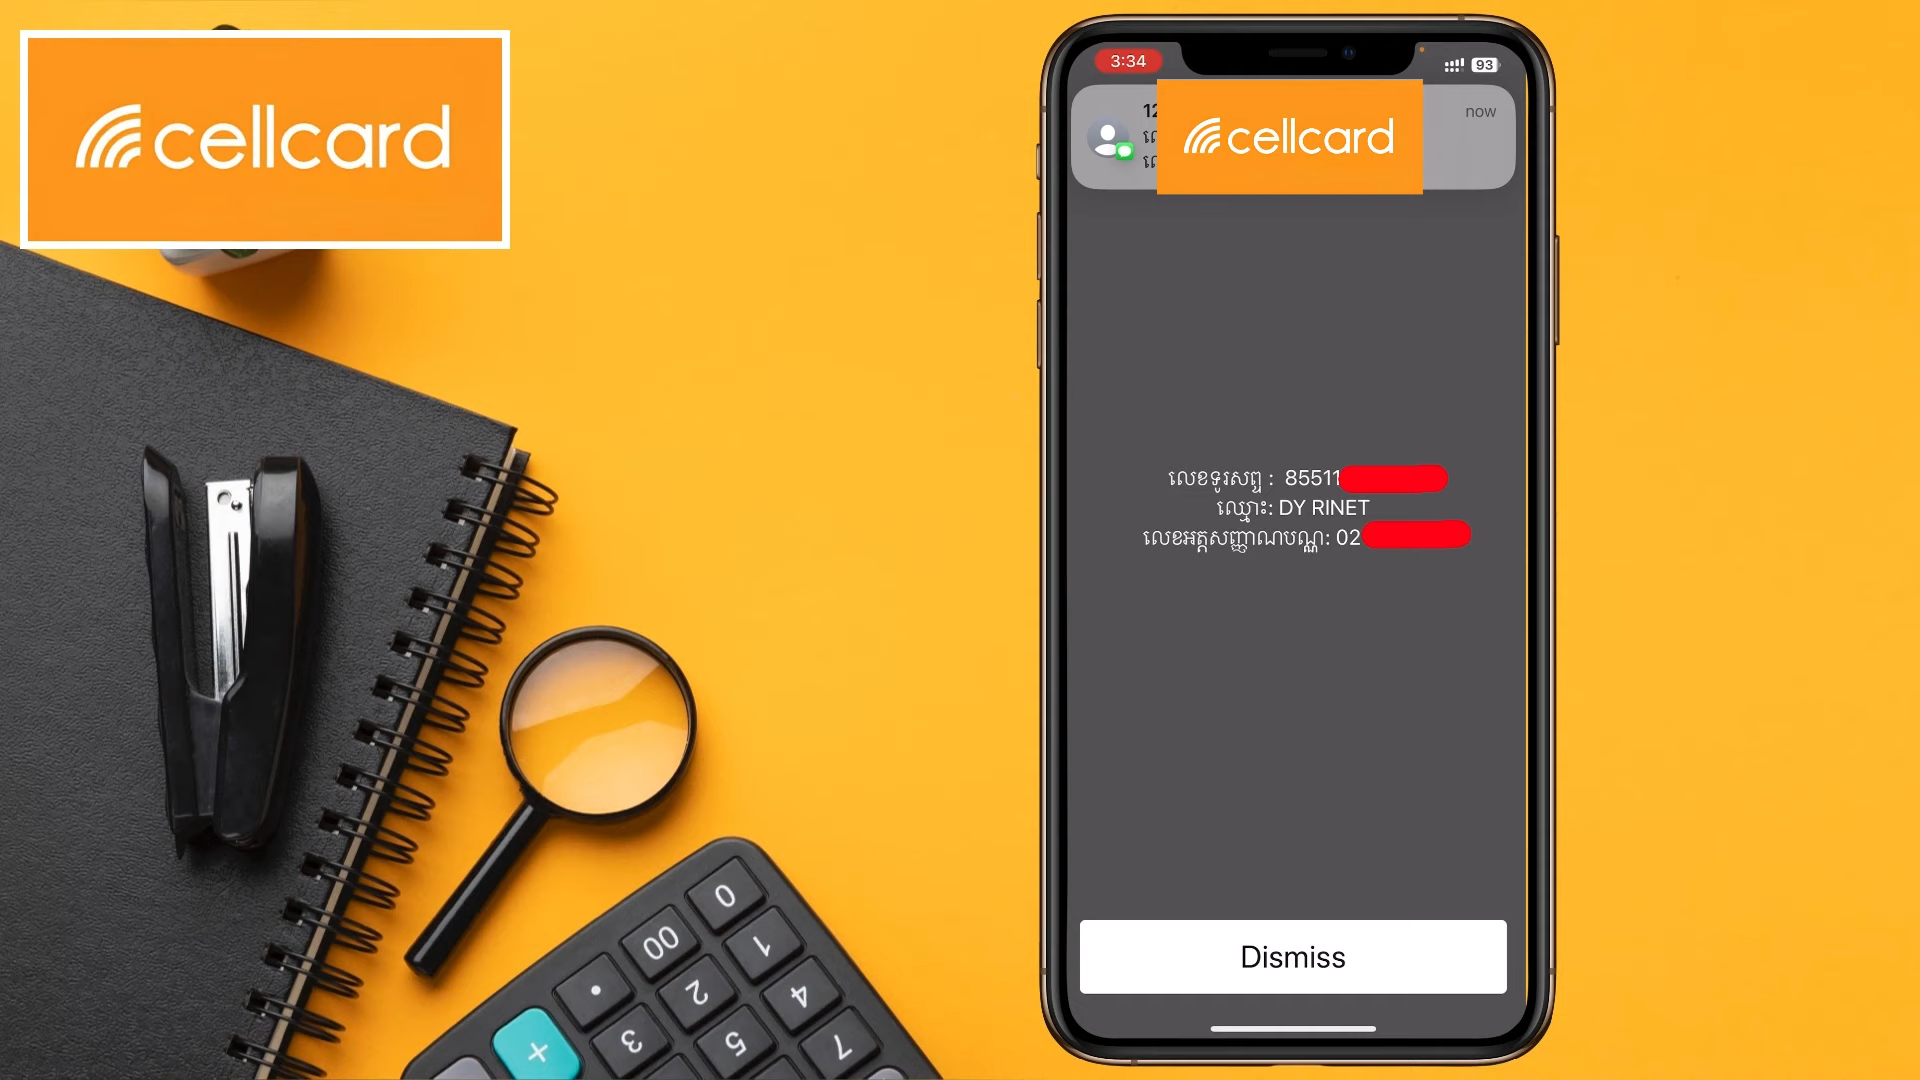 cellcard
3:34
93
12
cellcard
now
លេខទូរសព្ទ : 85511
ឈ្មោះ: DY RINET
លេខអត្តសញ្ញាណបណ្ណ: 02
Dismiss
0
00 1
. 2 4
+ 3 5 7